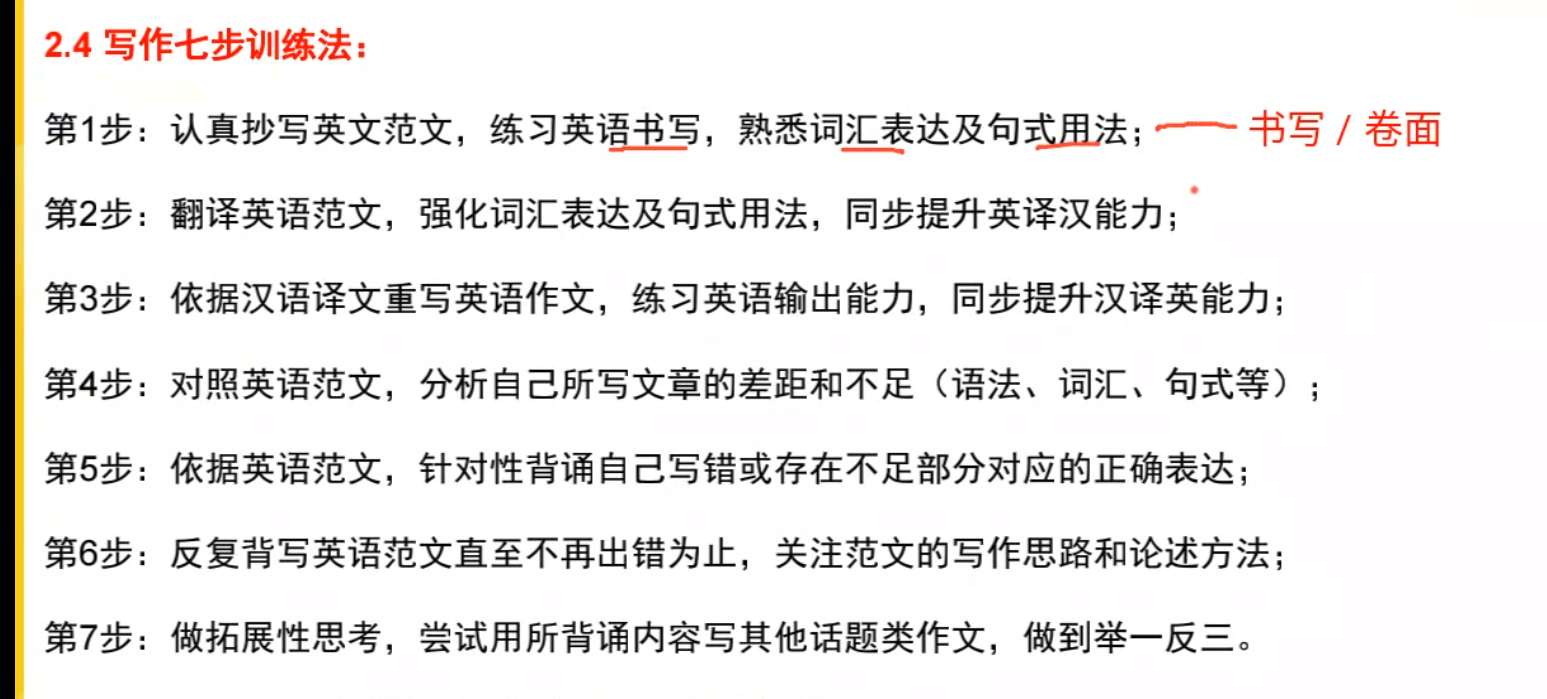 2.4 写作七步训练法：
第1步：认真抄写英文范文，练习英语书写，熟悉词汇表达及句式用法； 书写 / 卷面
第2步：翻译英语范文，强化词汇表达及句式用法，同步提升英译汉能力；
第3步：依据汉语译文重写英语作文，练习英语输出能力，同步提升汉译英能力；
第4步：对照英语范文，分析自己所写文章的差距和不足（语法、词汇、句式等）；
第5步：依据英语范文，针对性背诵自己写错或存在不足部分对应的正确表达；
第6步：反复背写英语范文直至不再出错为止，关注范文的写作思路和论述方法；
第7步：做拓展性思考，尝试用所背诵内容写其他话题类作文，做到举一反三。